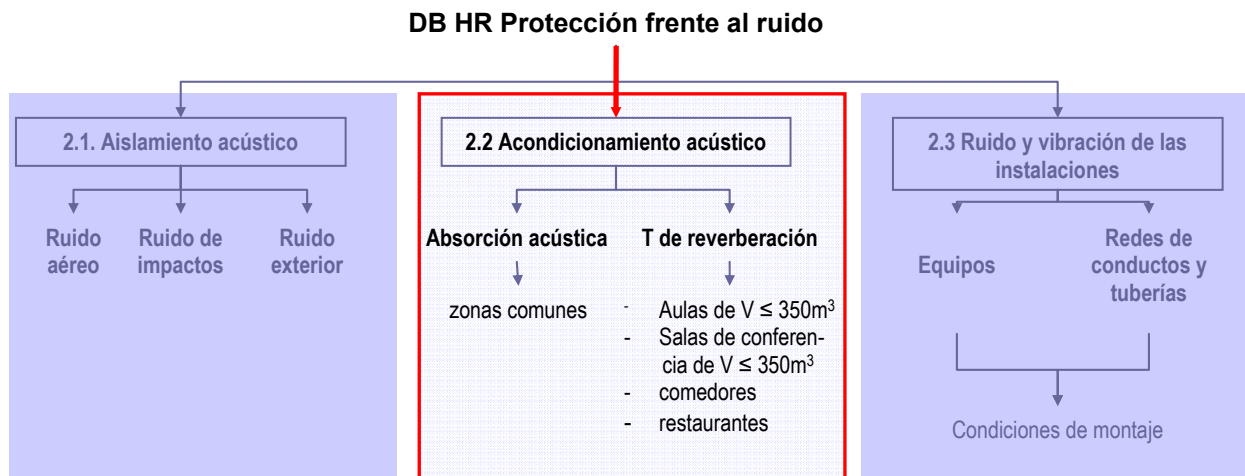 DB HR Protección frente al ruido
2.1. Aislamiento acústico
Ruido
aéreo
Ruido de
impactos
Ruido
exterior
2.2 Acondicionamiento acústico
Absorción acústica
zonas comunes
T de reverberación
- Aulas de V ≤ 350m³
- Salas de conferen-
cia de V ≤ 350m³
- comedores
- restaurantes
2.3 Ruido y vibración de las
instalaciones
Equipos
Redes de
conductos y
tuberías
Condiciones de montaje